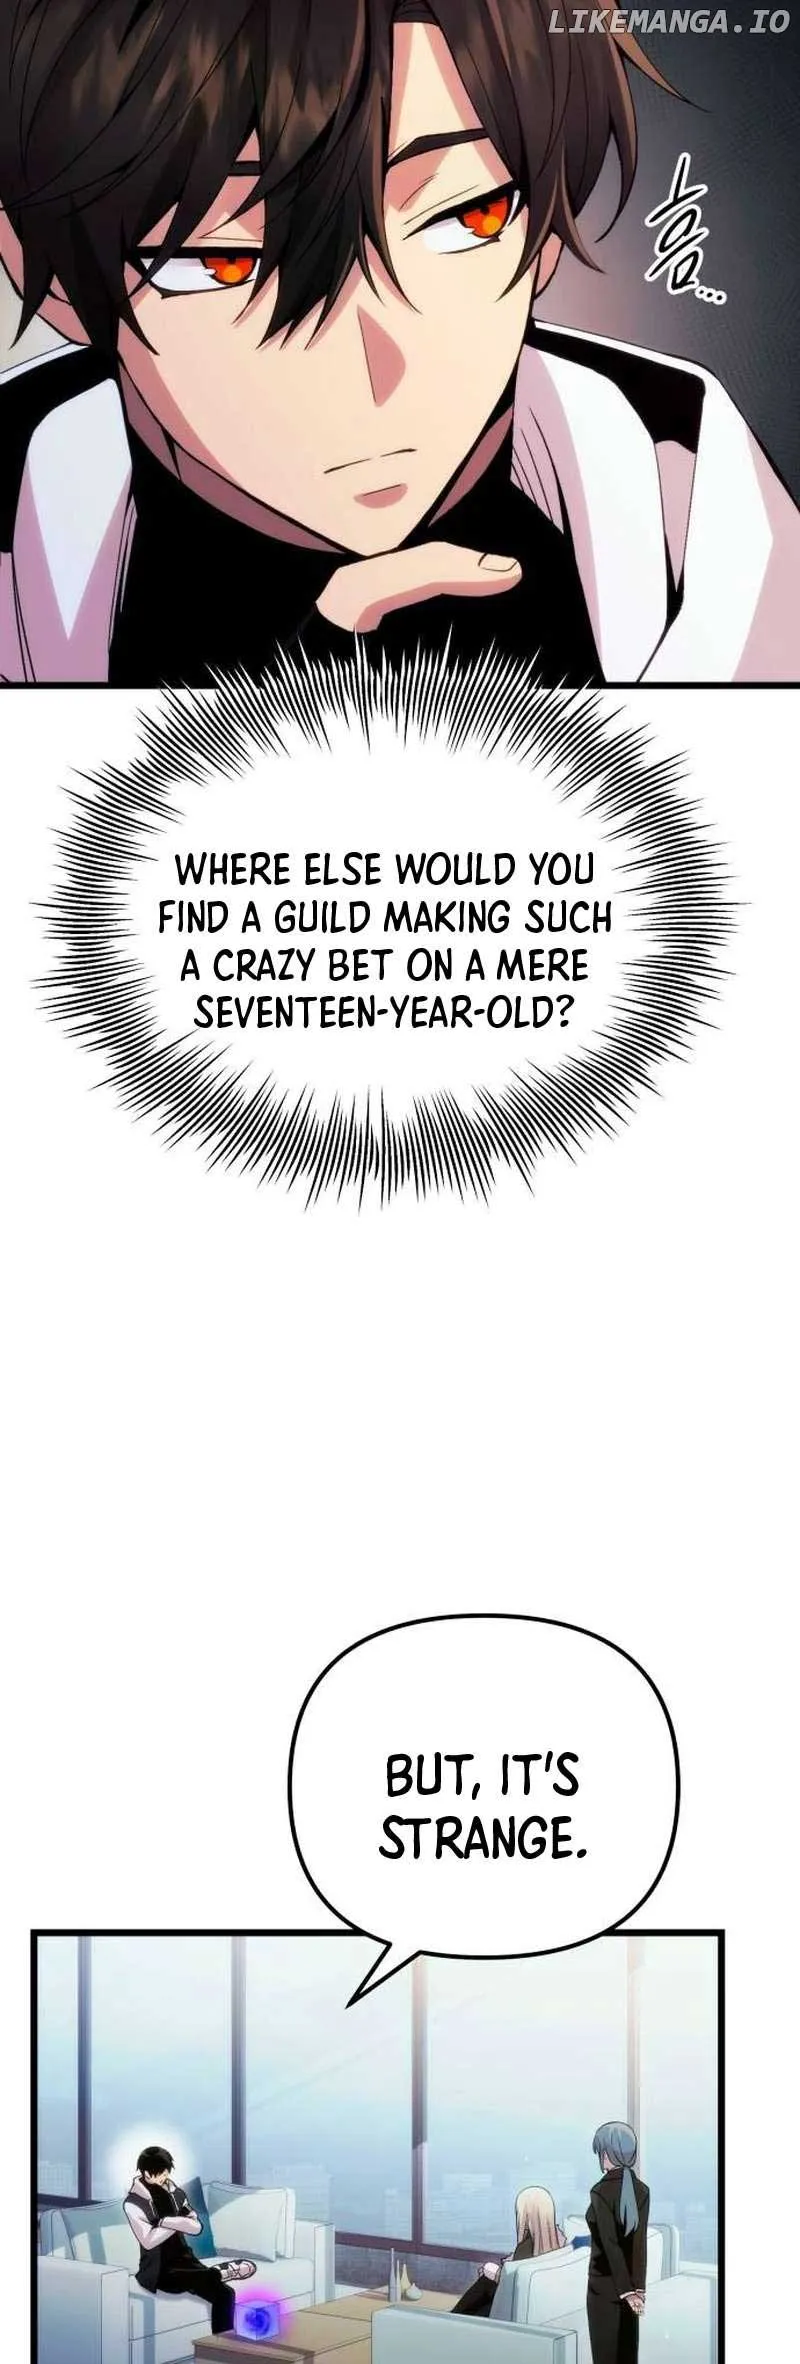 LIKEMANGA.IO
흠...
WHERE ELSE WOULD YOU
FIND A GUILD MAKING SUCH
A CRAZY BET ON A MERE
SEVENTEEN-YEAR-OLD?
BUT, IT'S
STRANGE.